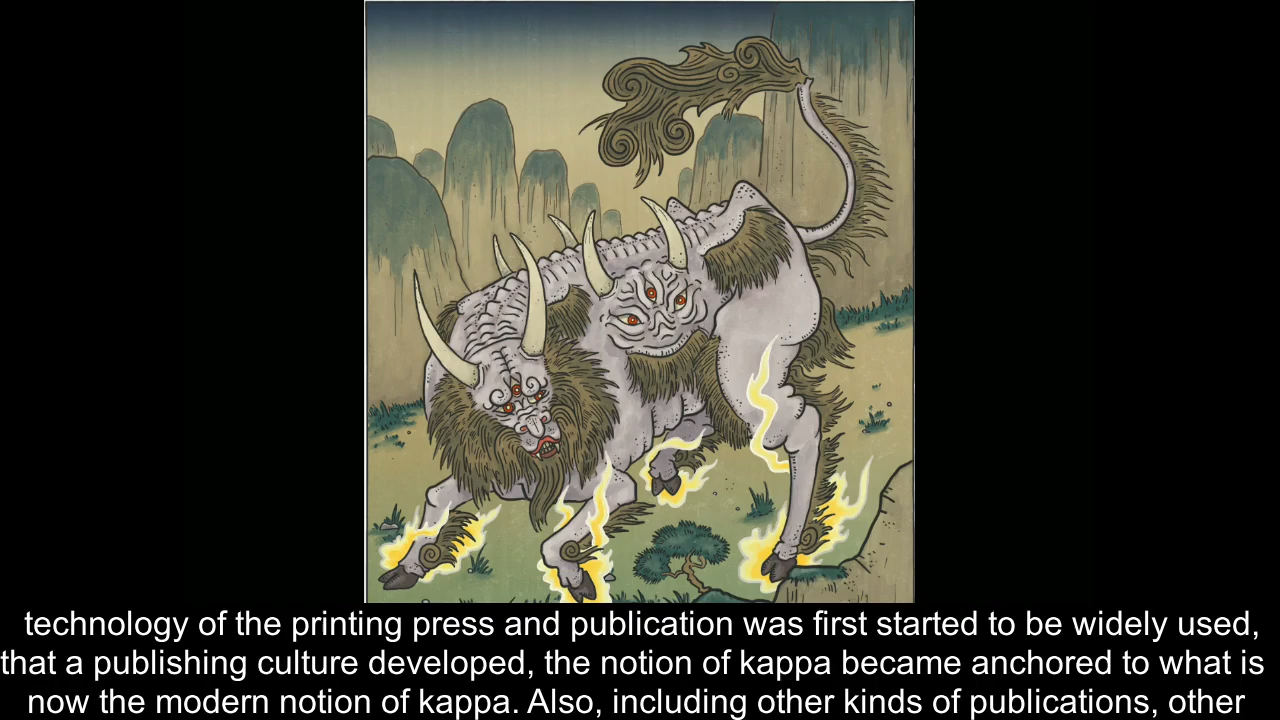 technology of the printing press and publication was first started to be widely used,
that a publishing culture developed, the notion of kappa became anchored to what is
now the modern notion of kappa. Also, including other kinds of publications, other